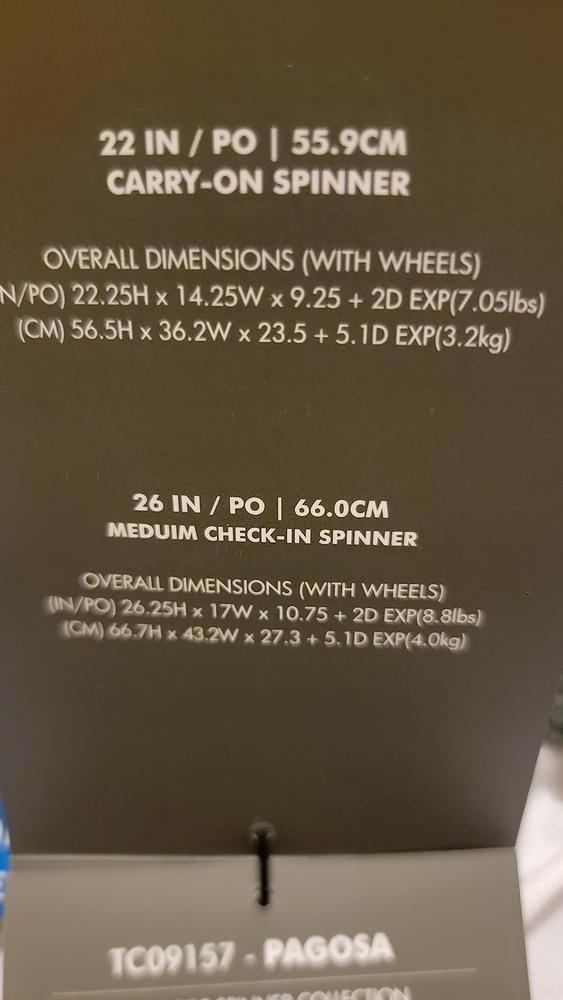 22 IN / PO | 55.9CM
CARRY-ON SPINNER
OVERALL DIMENSIONS (WITH WHEELS)
N/PO) 22.25H x 14.25W x 9.25 + 2D EXP(7.05lbs)
(CM) 56.5H x 36.2W x 23.5 + 5.1D EXP(3.2kg)
26 IN / PO | 66.0CM
MEDUIM CHECK-IN SPINNER
OVERALL DIMENSIONS (WITH WHEELS)
(IN/PO) 26.25H x 17W x 10.75 + 2D EXP(8.8lbs)
(CM) 66.7H x 43.2W x 27.3 + 5.1D EXP(4.0kg)
TC09157 - PAGOSA
SPINNER COLLECTION